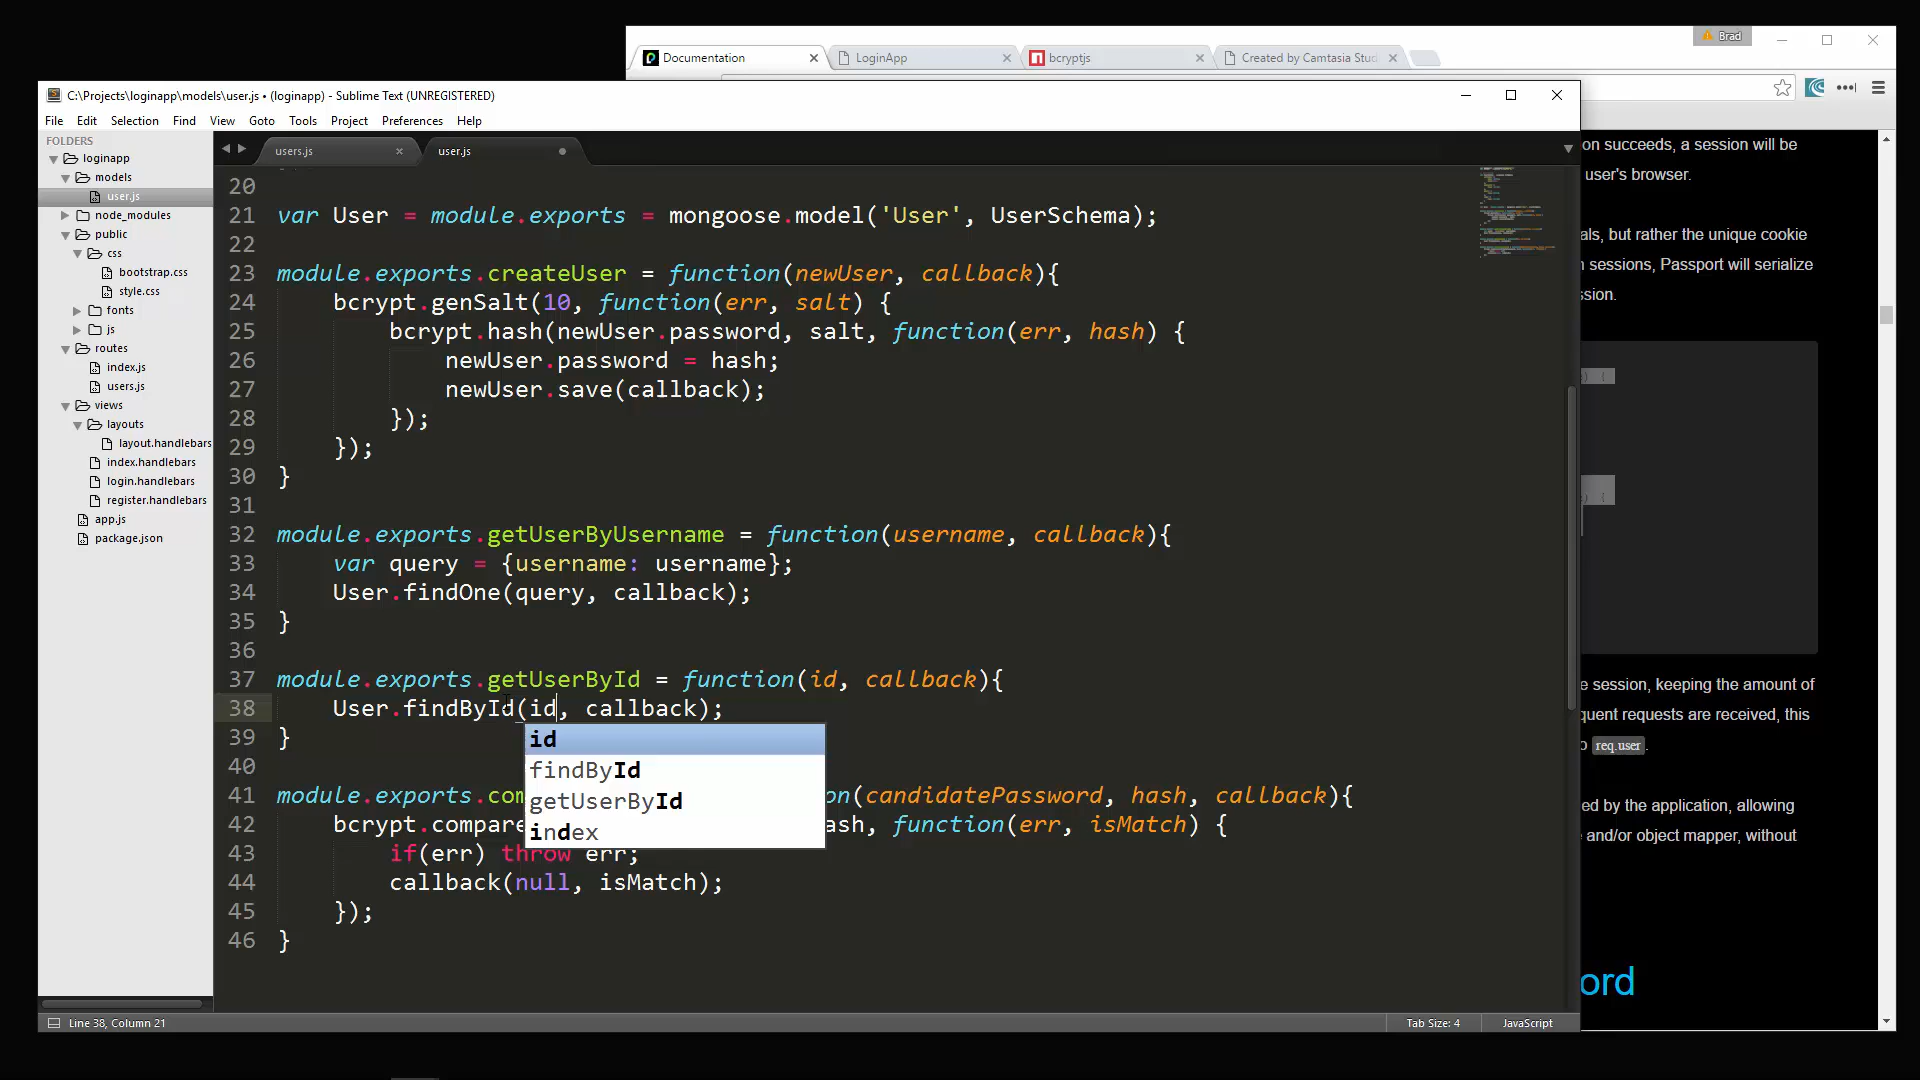 Brad
Documentation
LoginApp
bcryptjs
Created by Camtasia Stud
C:\Projects\loginapp\models\user.js • (loginapp) - Sublime Text (UNREGISTERED)
File Edit Selection Find View Goto Tools Project Preferences Help
FOLDERS
loginapp
models
user.js
node_modules
public
css
bootstrap.css
style.css
fonts
js
routes
index.js
users.js
views
layouts
layout.handlebars
index.handlebars
login.handlebars
register.handlebars
app.js
package.json
users.js
user.js
20
21 var User = module.exports = mongoose.model('User', UserSchema);
22
23 module.exports.createUser = function(newUser, callback){
24 bcrypt.genSalt(10, function(err, salt) {
25 bcrypt.hash(newUser.password, salt, function(err, hash) {
26 newUser.password = hash;
27 newUser.save(callback);
28 });
29 });
30 }
31
32 module.exports.getUserByUsername = function(username, callback){
33 var query = {username: username};
34 User.findOne(query, callback);
35 }
36
37 module.exports.getUserById = function(id, callback){
38 User.findById(id, callback);
39 }
40
41 module.exports.com on(candidatePassword, hash, callback){
42 bcrypt.compare ash, function(err, isMatch) {
43 if(err) throw err;
44 callback(null, isMatch);
45 });
46 }
id
findById
getUserById
index
on succeeds, a session will be
user's browser.
als, but rather the unique cookie
n sessions, Passport will serialize
ssion.
) {
) {
e session, keeping the amount of
quent requests are received, this
o req.user.
ed by the application, allowing
e and/or object mapper, without
ord
Line 38, Column 21
Tab Size: 4
JavaScript